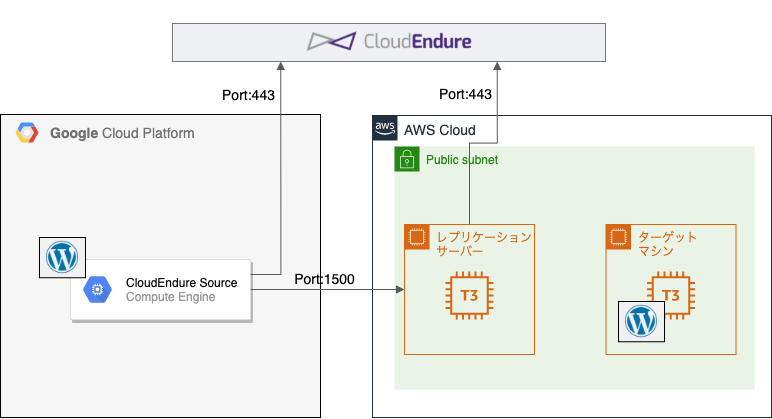 CloudEndure
Port:443
Port:443
Google Cloud Platform
aws
AWS Cloud
Public subnet
レプリケーション
サーバー
ターゲット
マシン
CloudEndure Source
Compute Engine
Port:1500
T3
T3